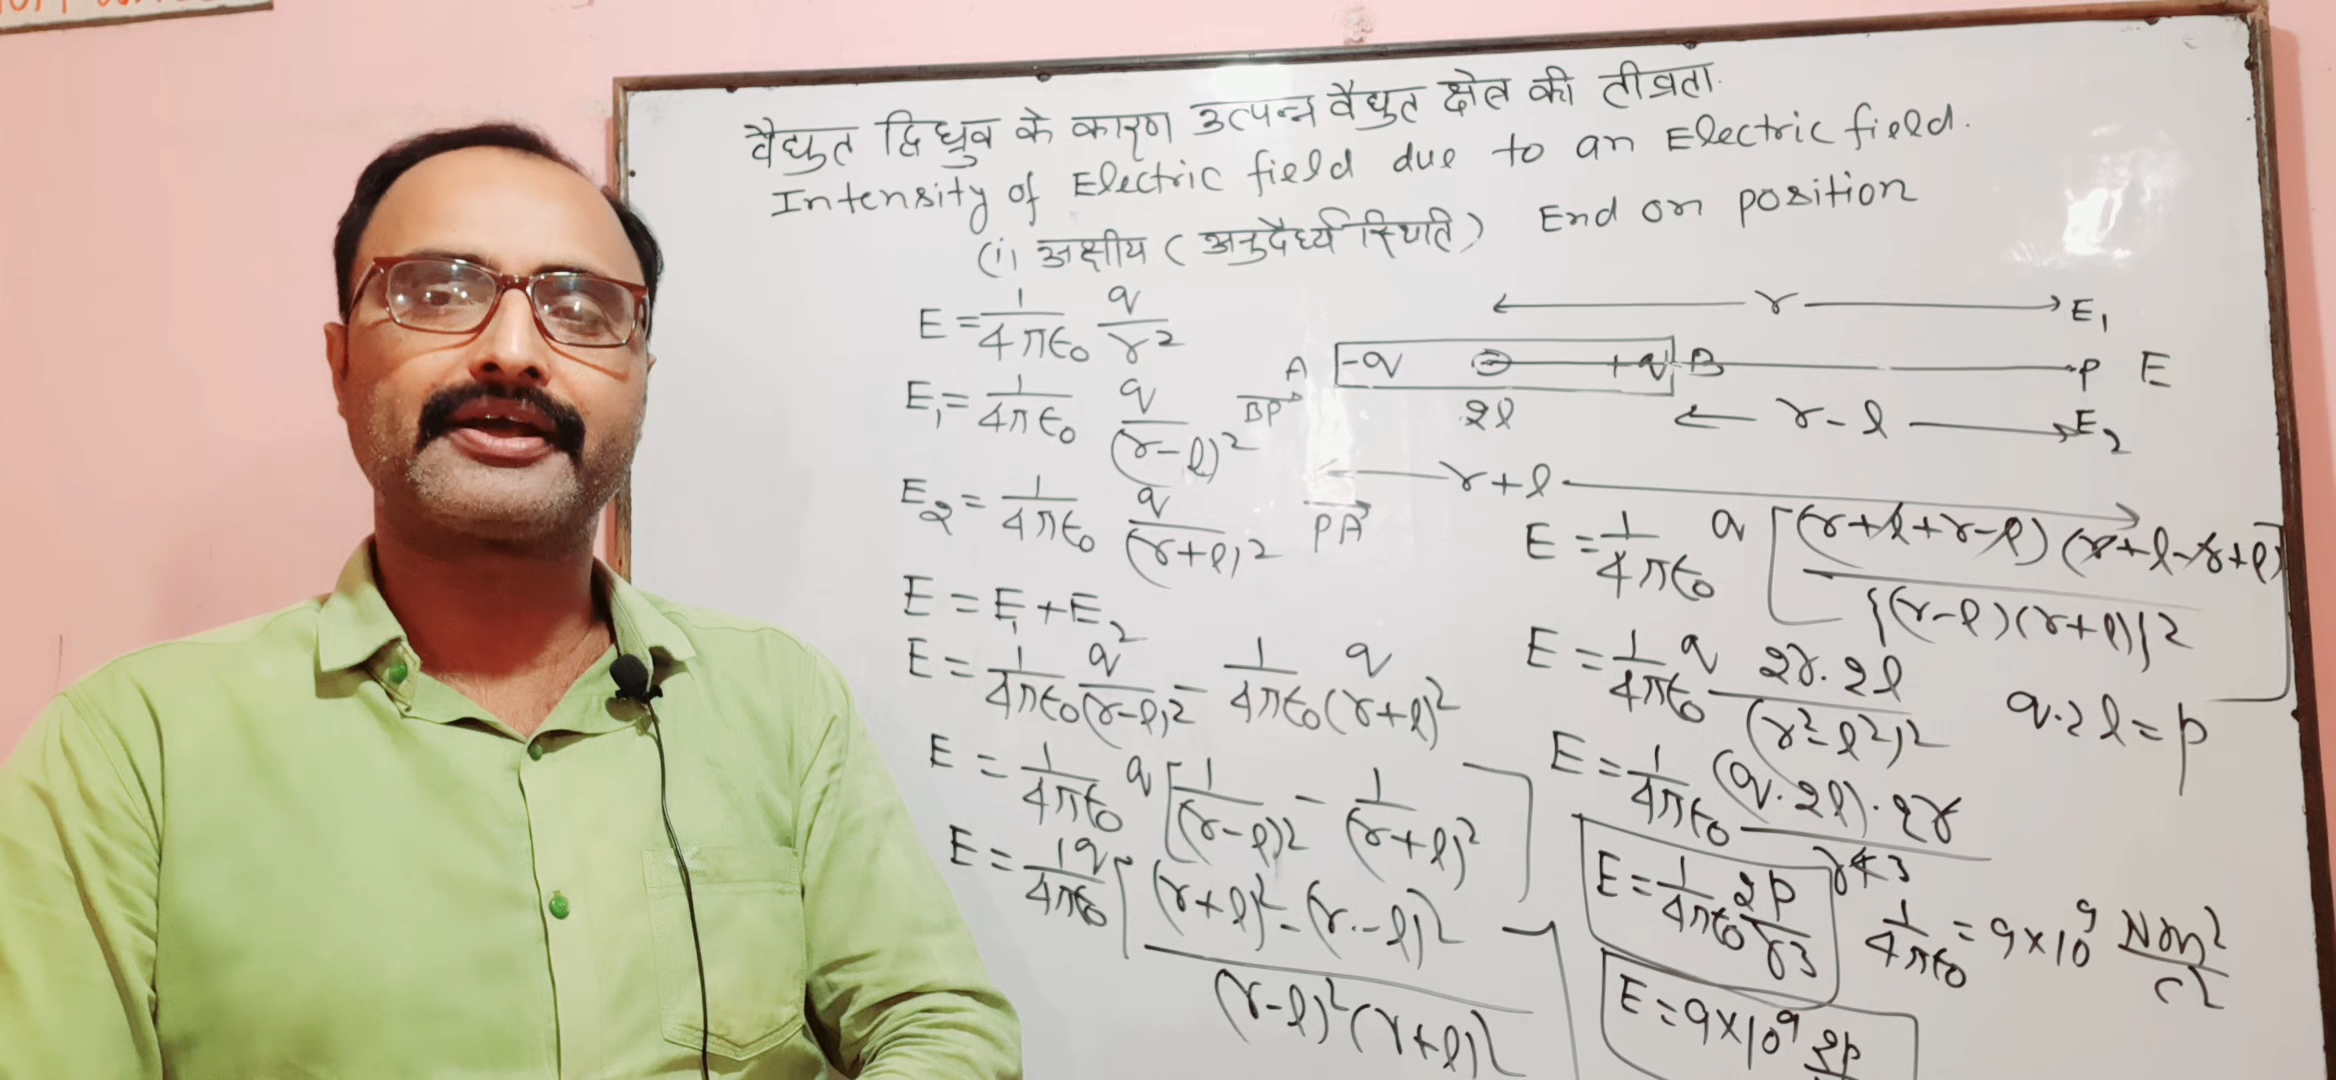 वैद्युत द्विध्रुव के कारण उत्पन्न वैद्युत क्षेत्र की तीव्रता.
Intensity of Electric field due to an Electric field.
(i) अक्षीय ( अनुदैर्ध्य स्थिति ) End on position
E = 1/4πϵ₀ q/r²
E₁ = 1/4πϵ₀ q/(r-l)² BP→
E₂ = 1/4πϵ₀ q/(r+l)² PA→
E = E₁ + E₂
E = 1/4πϵ₀ q/(r-l)² - 1/4πϵ₀ q/(r+l)²
E = 1/4πϵ₀ q [1/(r-l)² - 1/(r+l)²]
E = 1q/4πϵ₀ [(r+l)² - (r-l)² / (r-l)² (r+l)²]
r E₁
A -q +q B P E
2l r-l E₂
r+l
E = 1/4πϵ₀ q [(r+l+r-l) (r+l-r+l) / {(r-l)(r+l)}²]
E = 1/4πϵ₀ q 2r.2l/(r²-l²)² q.2l = p
E = 1/4πϵ₀ (q.2l).2r/r⁴ 3
E = 1/4πϵ₀ 2p/r3 1/4πϵ₀ = 9×10⁹ Nm²/c2
E = 9×10⁹ 2p